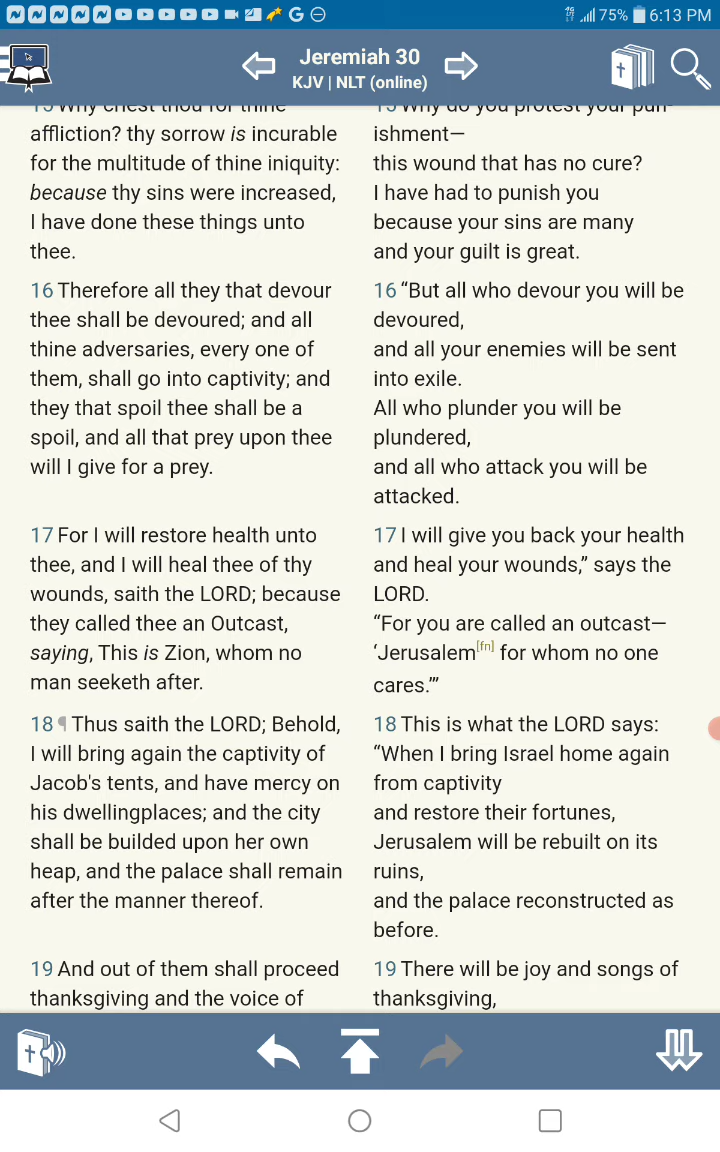 75% 6:13 PM
Jeremiah 30
KJV | NLT (online)
15 Why criest thou for thine
affliction? thy sorrow is incurable
for the multitude of thine iniquity:
because thy sins were increased,
I have done these things unto
thee.
16 Therefore all they that devour
thee shall be devoured; and all
thine adversaries, every one of
them, shall go into captivity; and
they that spoil thee shall be a
spoil, and all that prey upon thee
will I give for a prey.
17 For I will restore health unto
thee, and I will heal thee of thy
wounds, saith the LORD; because
they called thee an Outcast,
saying, This is Zion, whom no
man seeketh after.
18 ¶ Thus saith the LORD; Behold,
I will bring again the captivity of
Jacob's tents, and have mercy on
his dwellingplaces; and the city
shall be builded upon her own
heap, and the palace shall remain
after the manner thereof.
19 And out of them shall proceed
thanksgiving and the voice of
15 Why do you protest your pun-
ishment—
this wound that has no cure?
I have had to punish you
because your sins are many
and your guilt is great.
16 “But all who devour you will be
devoured,
and all your enemies will be sent
into exile.
All who plunder you will be
plundered,
and all who attack you will be
attacked.
17 I will give you back your health
and heal your wounds,” says the
LORD.
“For you are called an outcast—
‘Jerusalem[fn] for whom no one
cares.’”
18 This is what the LORD says:
“When I bring Israel home again
from captivity
and restore their fortunes,
Jerusalem will be rebuilt on its
ruins,
and the palace reconstructed as
before.
19 There will be joy and songs of
thanksgiving,